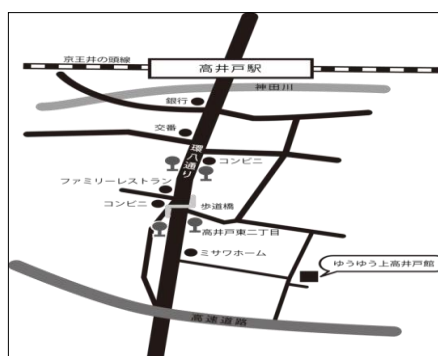 京王井の頭線
高井戸駅
神田川
銀行
交番
環八通り
コンビニ
ファミリーレストラン
コンビニ
歩道橋
高井戸東二丁目
ミサワホーム
ゆうゆう上高井戸館
高速道路